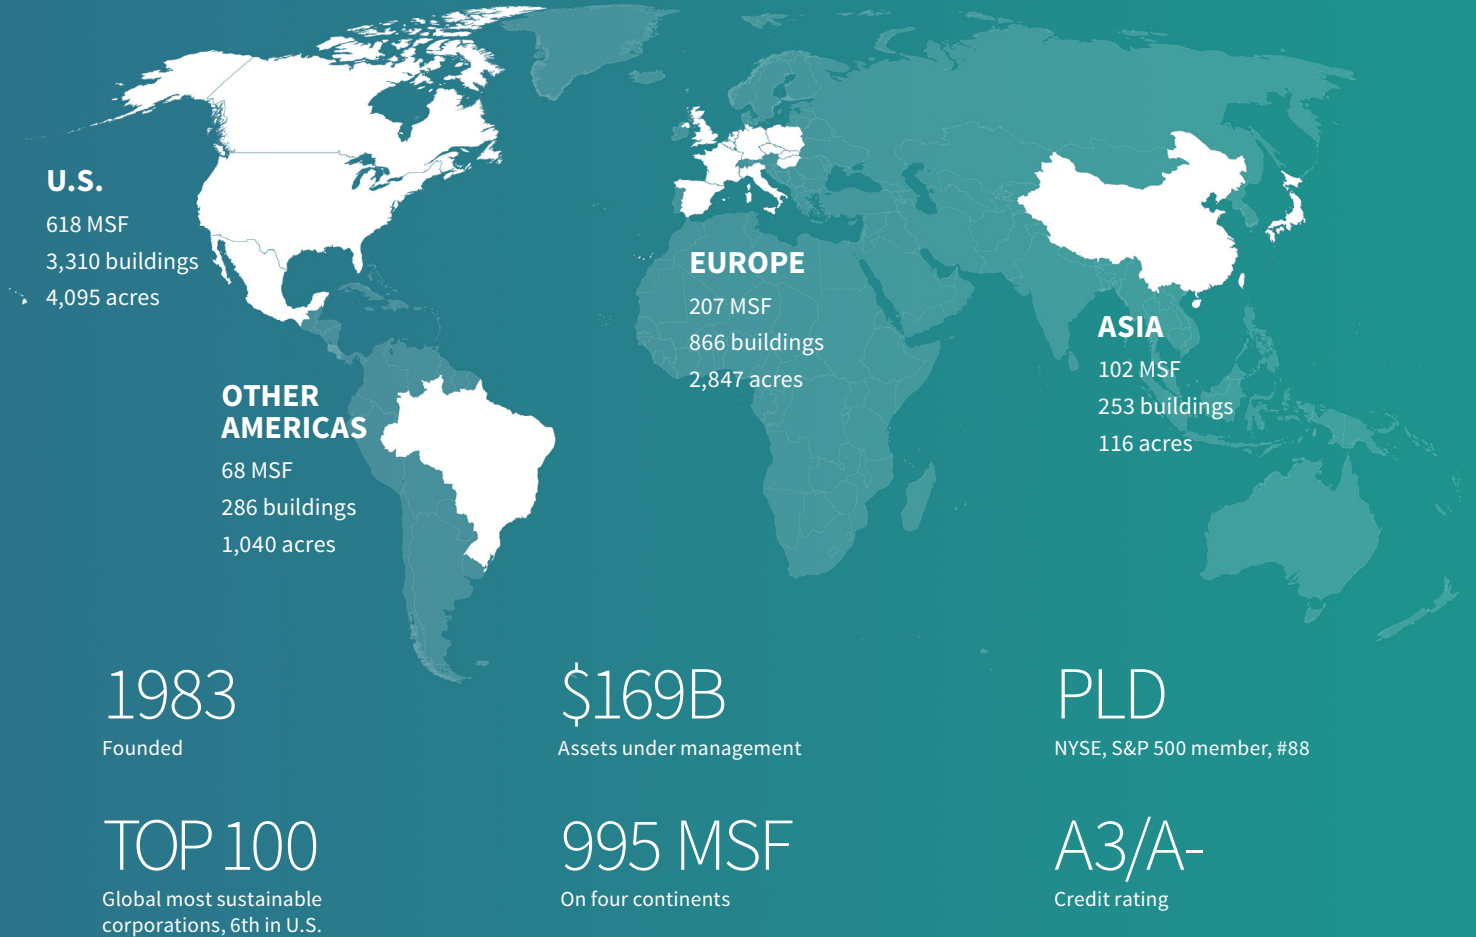 U.S.
618 MSF
3,310 buildings
4,095 acres
OTHER
AMERICAS
68 MSF
286 buildings
1,040 acres
EUROPE
207 MSF
866 buildings
2,847 acres
ASIA
102 MSF
253 buildings
116 acres
1983
Founded
$169B
Assets under management
PLD
NYSE, S&P 500 member, #88
TOP 100
Global most sustainable
corporations, 6th in U.S.
995 MSF
On four continents
A3/A-
Credit rating